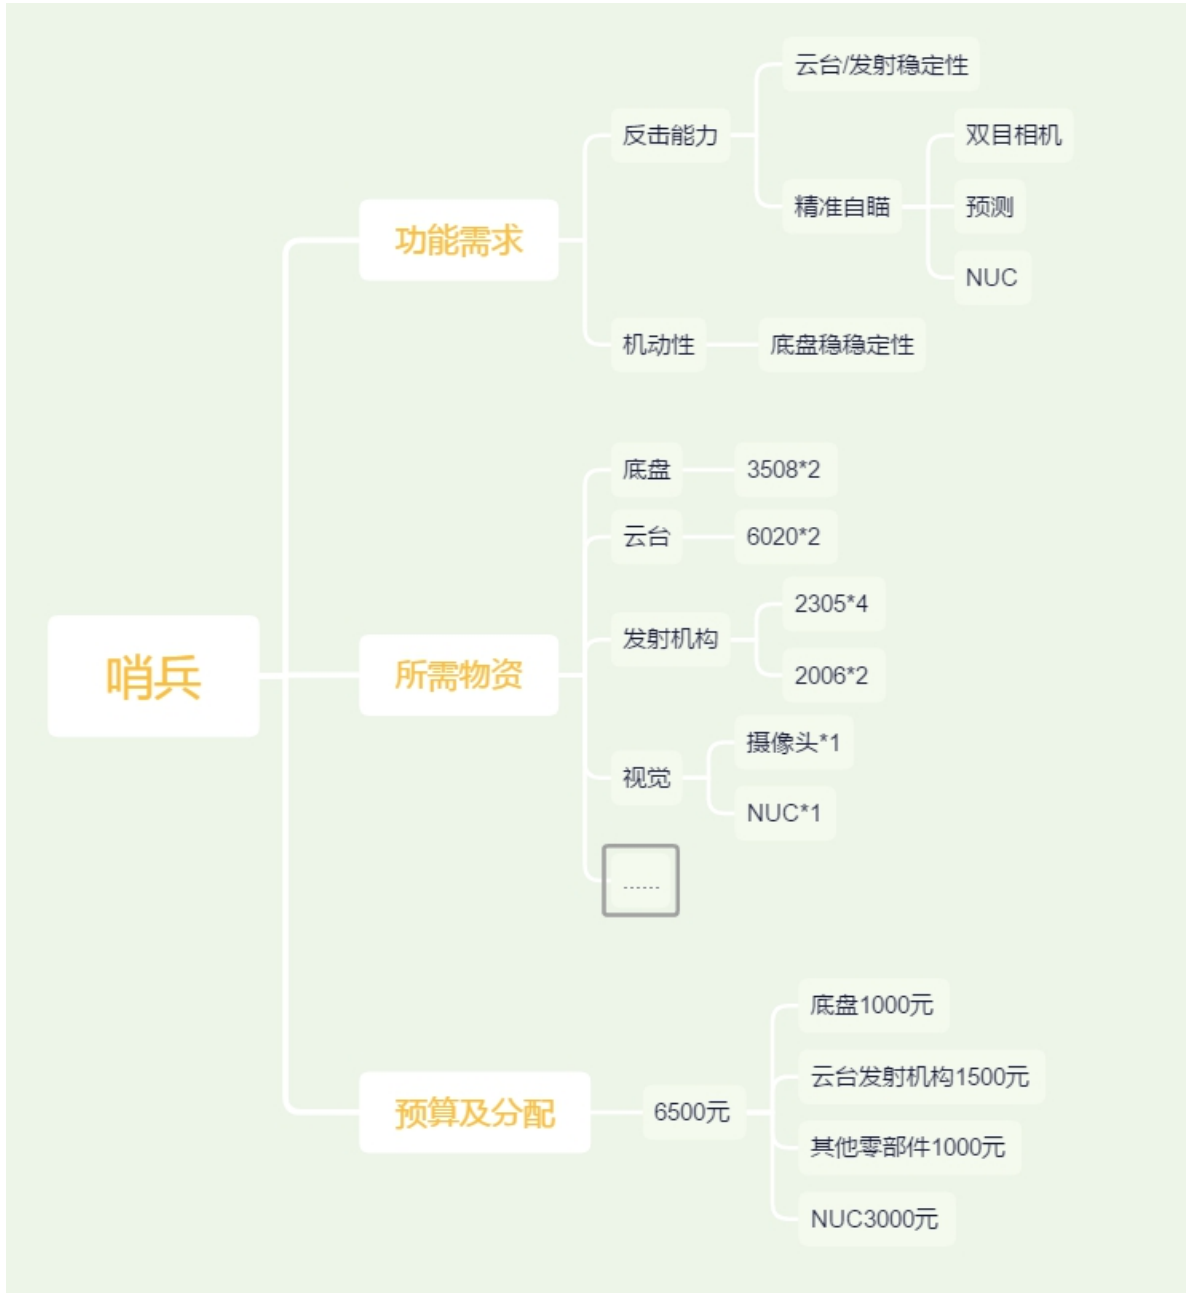 哨兵
功能需求
反击能力
云台/发射稳定性
精准自瞄
双目相机
预测
NUC
机动性
底盘稳稳定性
所需物资
底盘
3508*2
云台
6020*2
发射机构
2305*4
2006*2
视觉
摄像头*1
NUC*1
......
预算及分配
6500元
底盘1000元
云台发射机构1500元
其他零部件1000元
NUC3000元